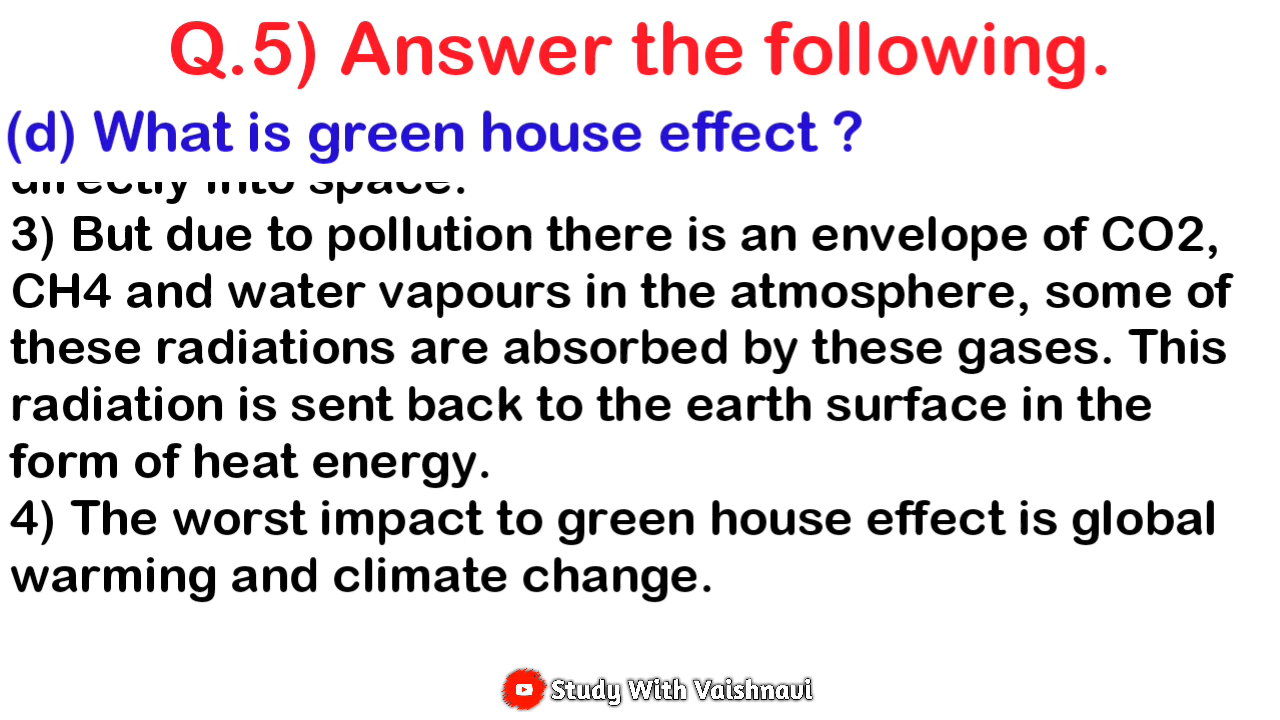 Q.5) Answer the following.
(d) What is green house effect ?
directly into space.
3) But due to pollution there is an envelope of CO2,
CH4 and water vapours in the atmosphere, some of
these radiations are absorbed by these gases. This
radiation is sent back to the earth surface in the
form of heat energy.
4) The worst impact to green house effect is global
warming and climate change.
Study With Vaishnavi